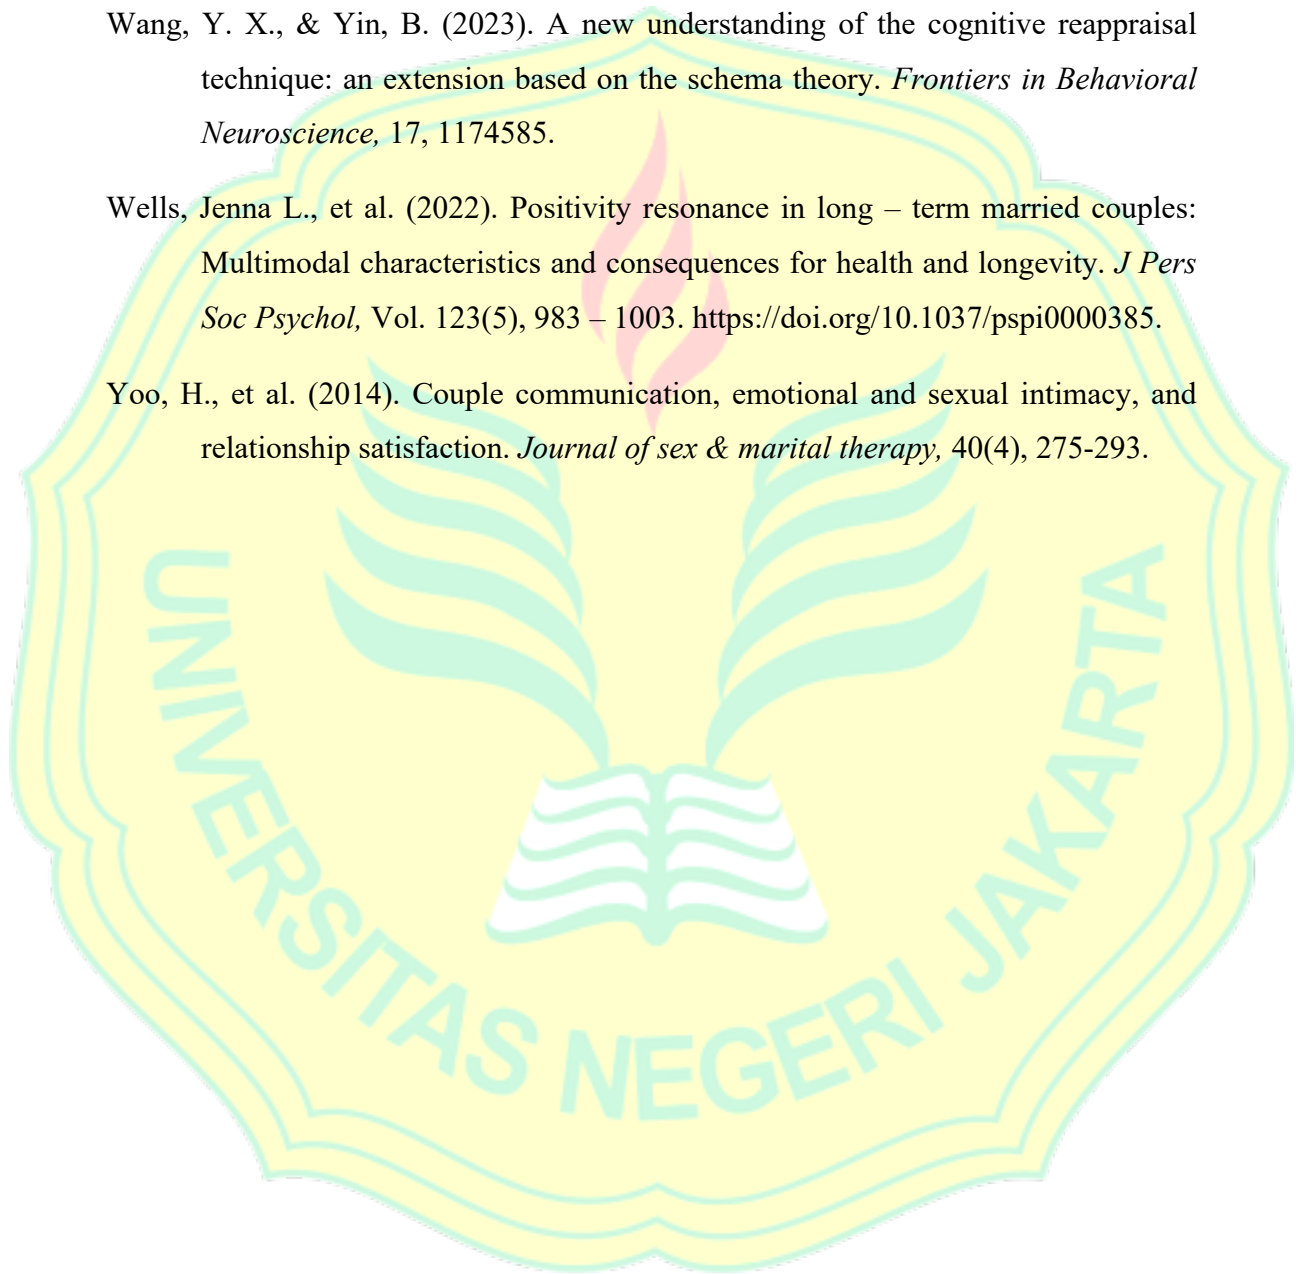 Wang, Y. X., & Yin, B. (2023). A new understanding of the cognitive reappraisal
technique: an extension based on the schema theory. Frontiers in Behavioral
Neuroscience, 17, 1174585.
Wells, Jenna L., et al. (2022). Positivity resonance in long – term married couples:
Multimodal characteristics and consequences for health and longevity. J Pers
Soc Psychol, Vol. 123(5), 983 – 1003. https://doi.org/10.1037/pspi0000385.
Yoo, H., et al. (2014). Couple communication, emotional and sexual intimacy, and
relationship satisfaction. Journal of sex & marital therapy, 40(4), 275-293.
UNIVERSITAS NEGERI JAKARTA